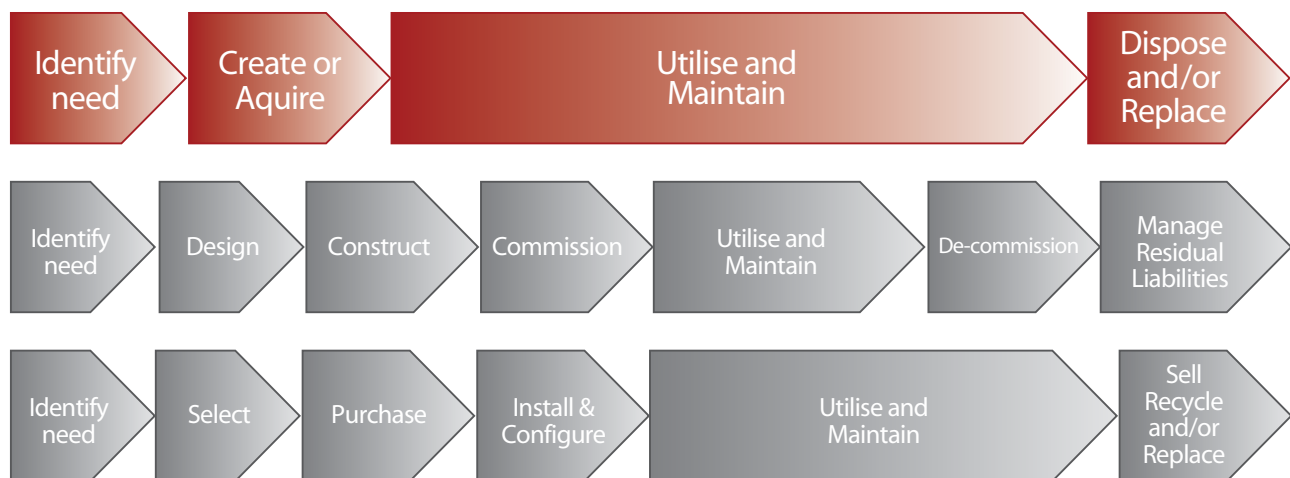 Identify
need
Create or
Aquire
Utilise and
Maintain
Dispose
and/or
Replace
Identify
need
Design
Construct
Commission
Utilise and
Maintain
De-commission
Manage
Residual
Liabilities
Identify
need
Select
Purchase
Install &
Configure
Utilise and
Maintain
Sell
Recycle
and/or
Replace